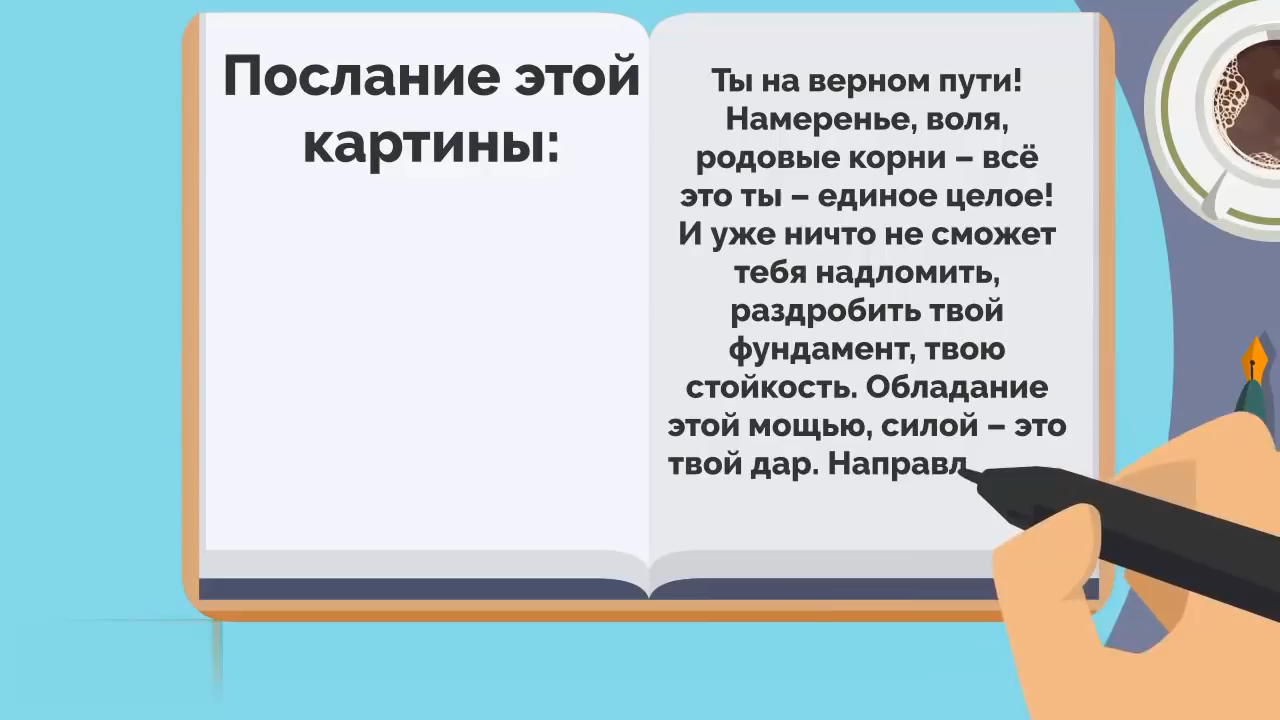 Послание этой
картины:
Ты на верном пути!
Намеренье, воля,
родовые корни – всё
это ты – единое целое!
И уже ничто не сможет
тебя надломить,
раздробить твой
фундамент, твою
стойкость. Обладание
этой мощью, силой – это
твой дар. Направл